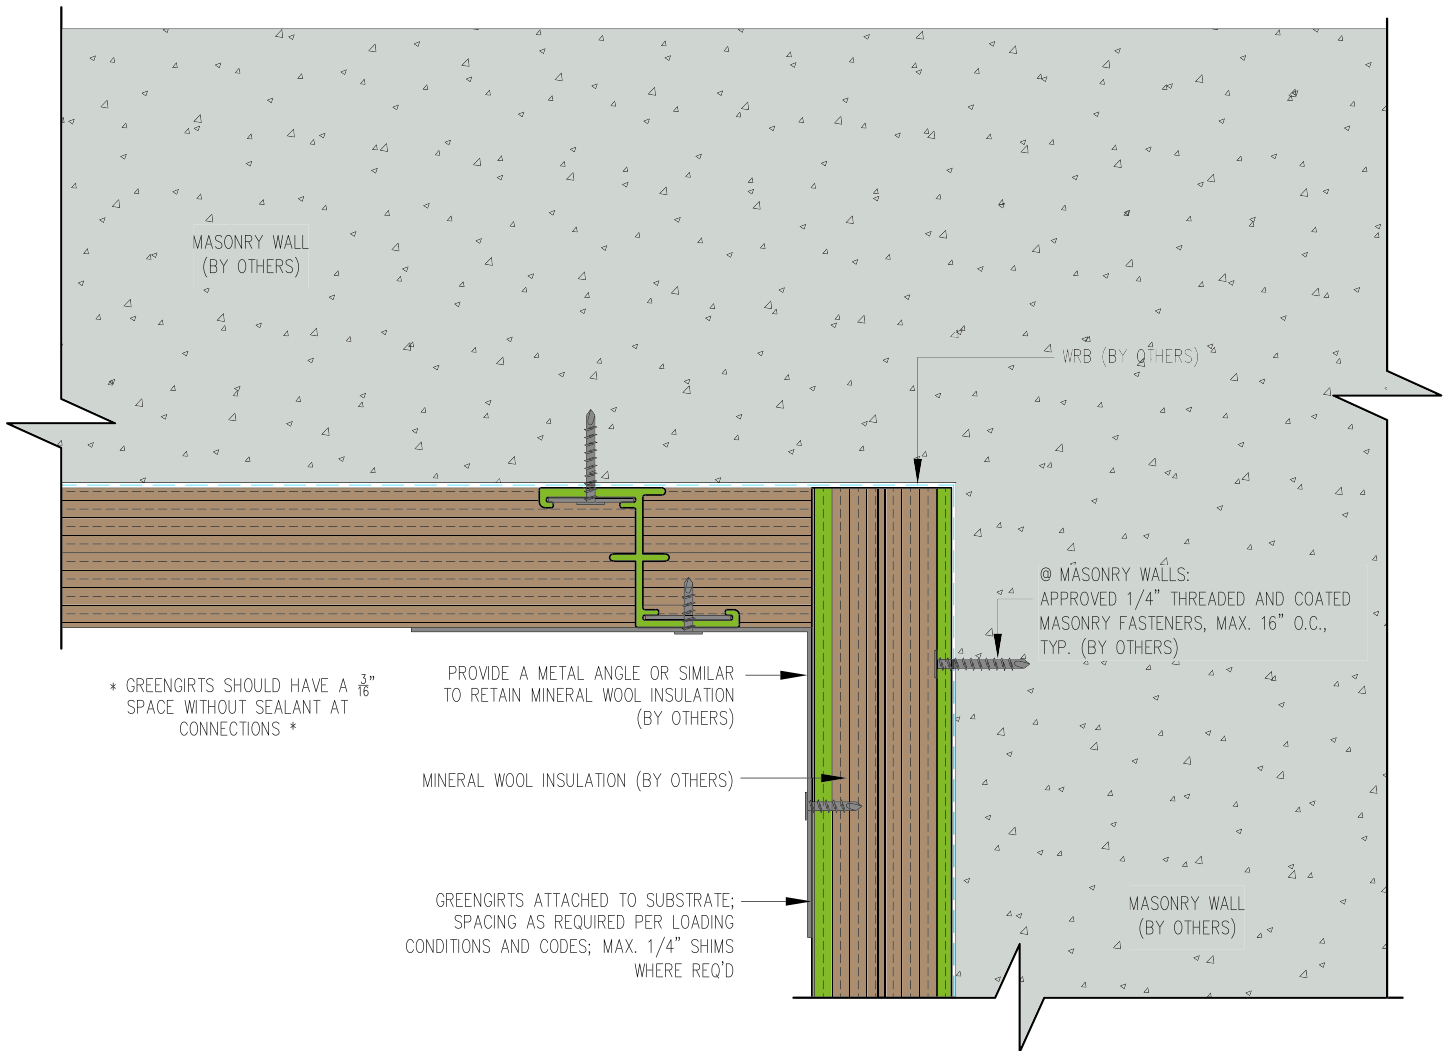 MASONRY WALL
(BY OTHERS)
WRB (BY OTHERS)
@ MASONRY WALLS:
APPROVED 1/4" THREADED AND COATED
MASONRY FASTENERS, MAX. 16" O.C.,
TYP. (BY OTHERS)
* GREENGIRTS SHOULD HAVE A 3/16"
SPACE WITHOUT SEALANT AT
CONNECTIONS *
PROVIDE A METAL ANGLE OR SIMILAR
TO RETAIN MINERAL WOOL INSULATION
(BY OTHERS)
MINERAL WOOL INSULATION (BY OTHERS)
GREENGIRTS ATTACHED TO SUBSTRATE;
SPACING AS REQUIRED PER LOADING
CONDITIONS AND CODES; MAX. 1/4" SHIMS
WHERE REQ'D
MASONRY WALL
(BY OTHERS)